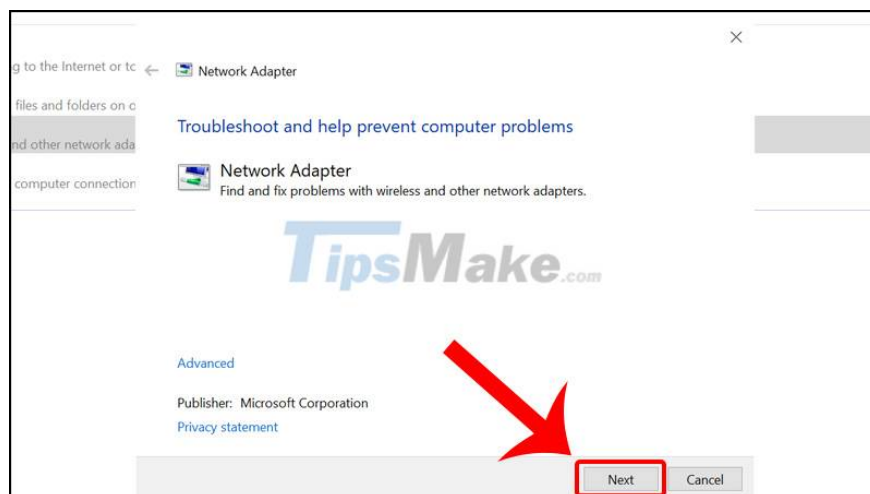 g to the Internet or to
Network Adapter
files and folders on o
Troubleshoot and help prevent computer problems
nd other network ada
Network Adapter
computer connection
Find and fix problems with wireless and other network adapters.
TipsMake.com
Advanced
Publisher: Microsoft Corporation
Privacy statement
Next
Cancel